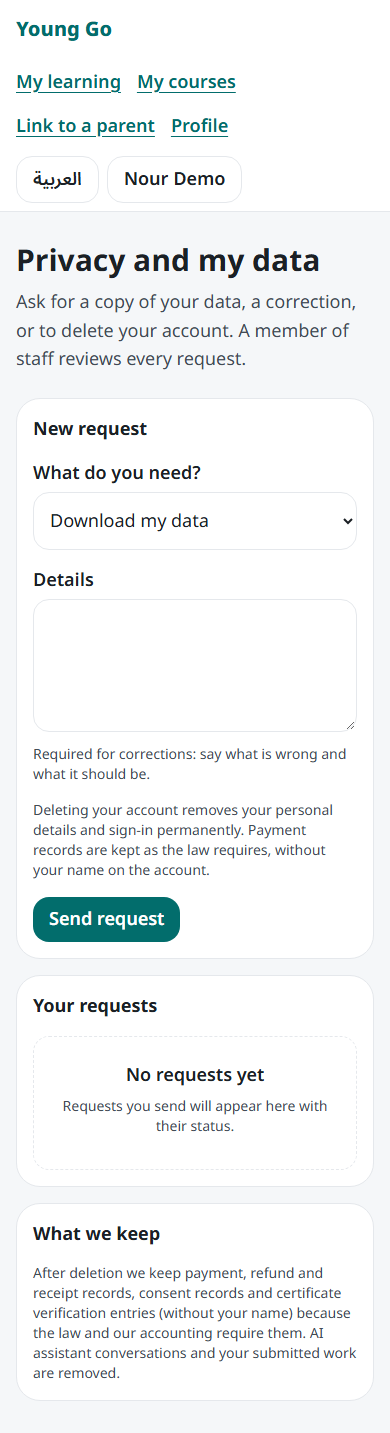 Young Go
My learning My courses
Link to a parent Profile
العربية Nour Demo
Privacy and my data
Ask for a copy of your data, a correction,
or to delete your account. A member of
staff reviews every request.
New request
What do you need?
Download my data
Details
Required for corrections: say what is wrong and
what it should be.
Deleting your account removes your personal
details and sign-in permanently. Payment
records are kept as the law requires, without
your name on the account.
Send request
Your requests
No requests yet
Requests you send will appear here with
their status.
What we keep
After deletion we keep payment, refund and
receipt records, consent records and certificate
verification entries (without your name) because
the law and our accounting require them. AI
assistant conversations and your submitted work
are removed.